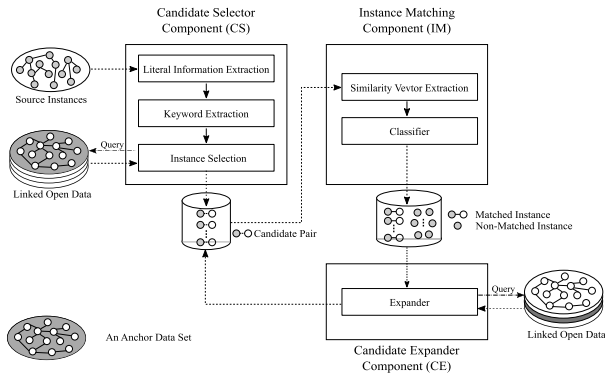 Candidate Selector
Component (CS)
Instance Matching
Component (IM)
Literal Information Extraction
Keyword Extraction
Instance Selection
Source Instances
Query
Linked Open Data
Similarity Vevtor Extraction
Classifier
Candidate Pair
Matched Instance
Non-Matched Instance
Expander
Query
Linked Open Data
An Anchor Data Set
Candidate Expander
Component (CE)